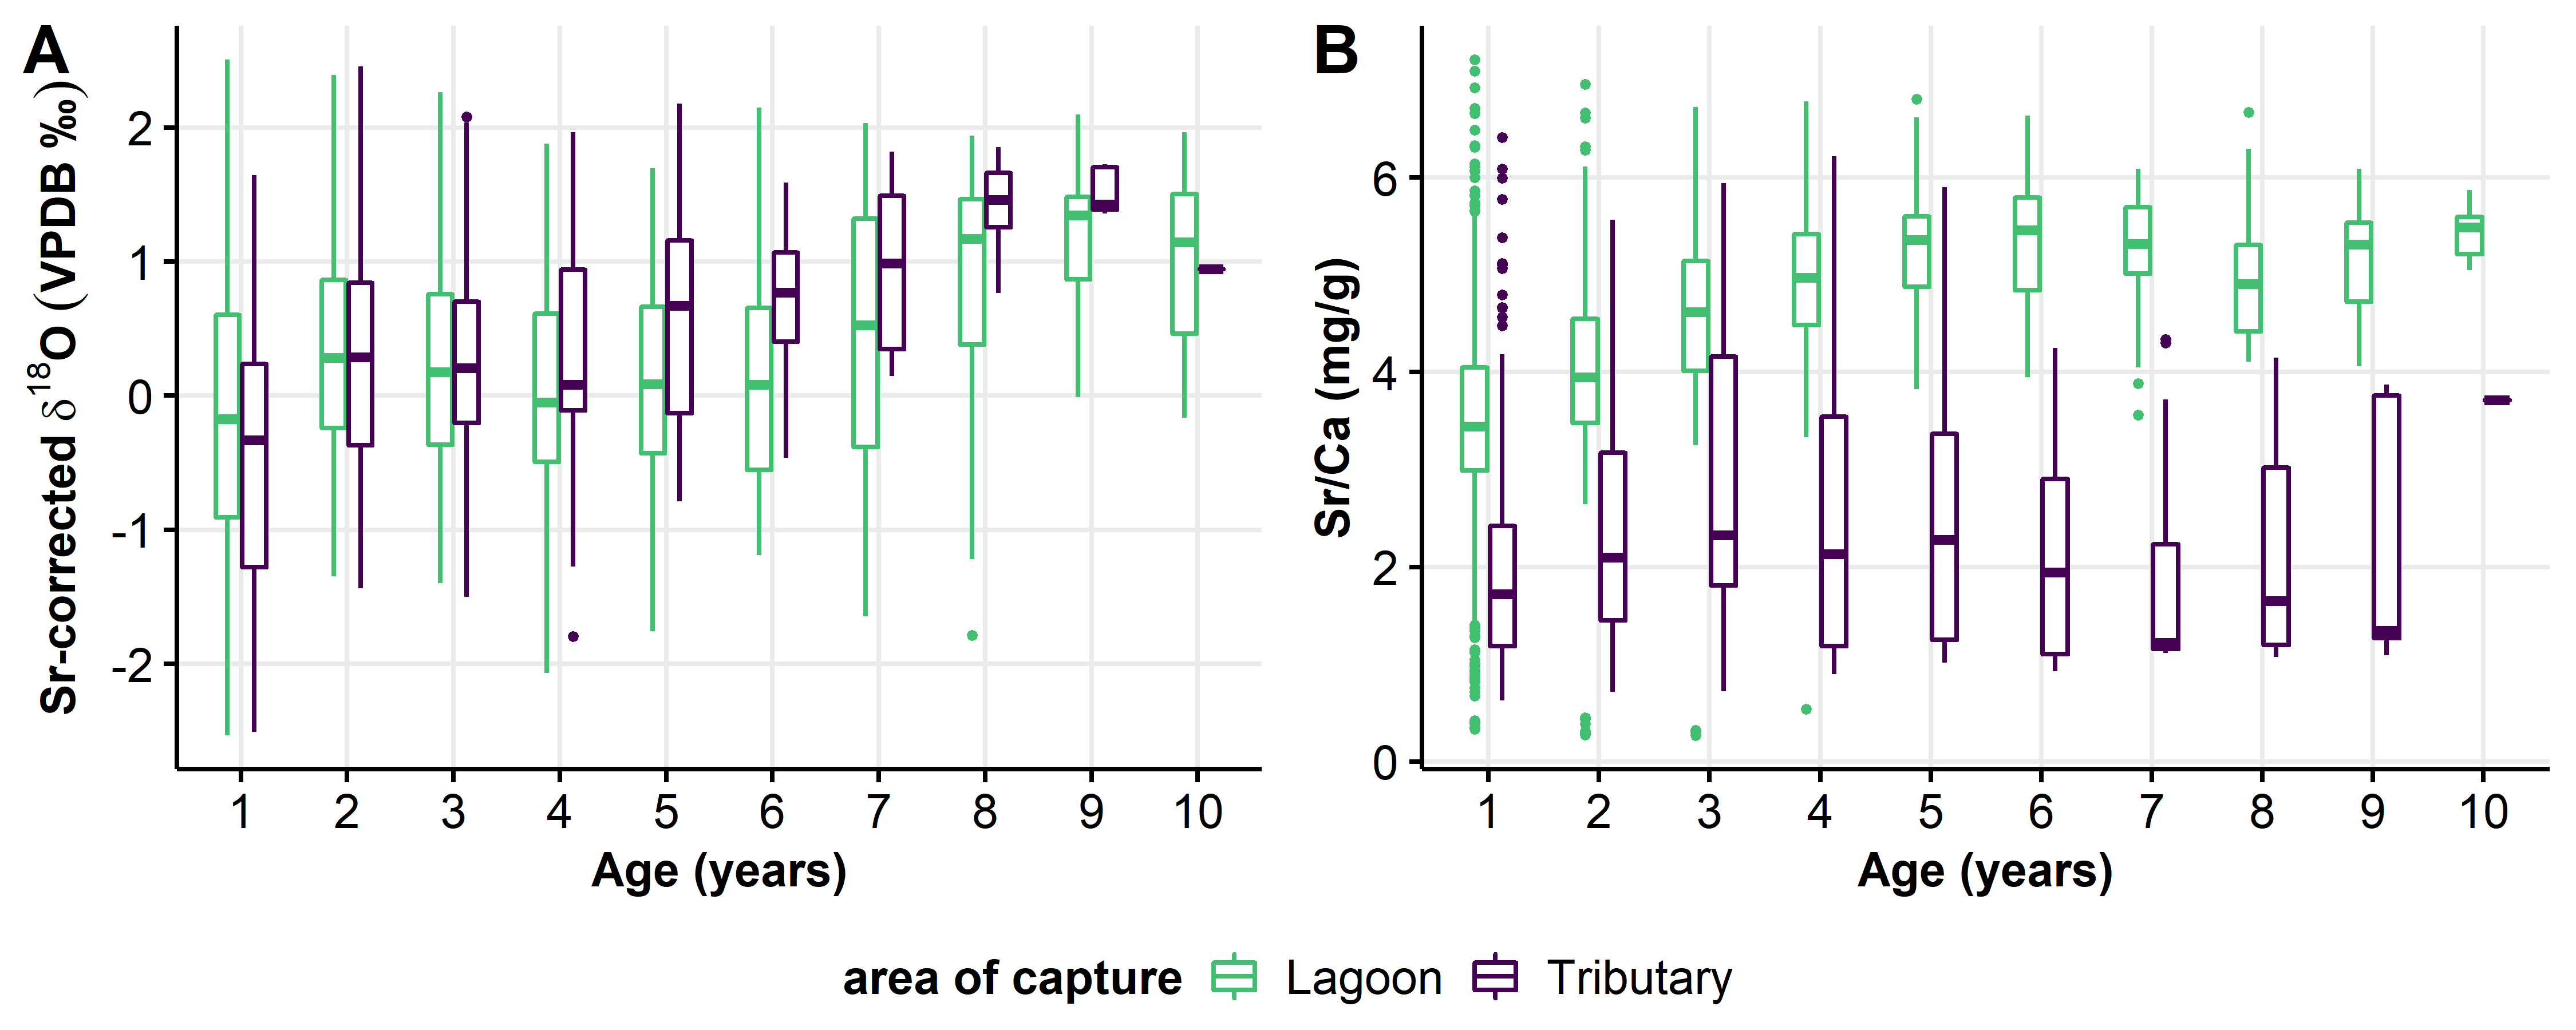 A
Sr-corrected δ18O (VPDB ‰)
2
1
0
-1
-2
1 2 3 4 5 6 7 8 9 10
Age (years)
B
Sr/Ca (mg/g)
6
4
2
0
1 2 3 4 5 6 7 8 9 10
Age (years)
area of capture Lagoon Tributary